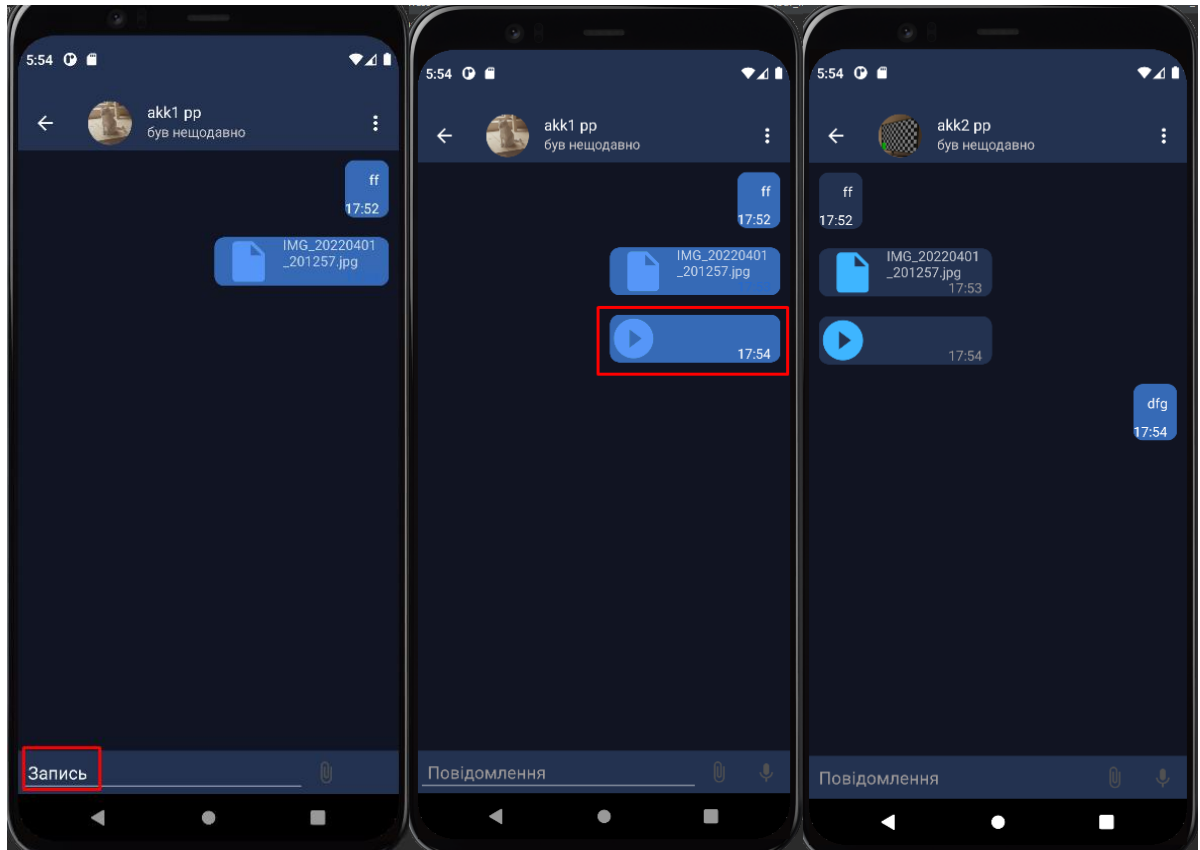 5:54
akk1 pp
був нещодавно
ff
17:52
IMG_20220401
_201257.jpg
Запись
5:54
akk1 pp
був нещодавно
ff
17:52
IMG_20220401
_201257.jpg
17:54
Повідомлення
5:54
akk2 pp
був нещодавно
ff
17:52
IMG_20220401
_201257.jpg
17:53
17:54
dfg
17:54
Повідомлення